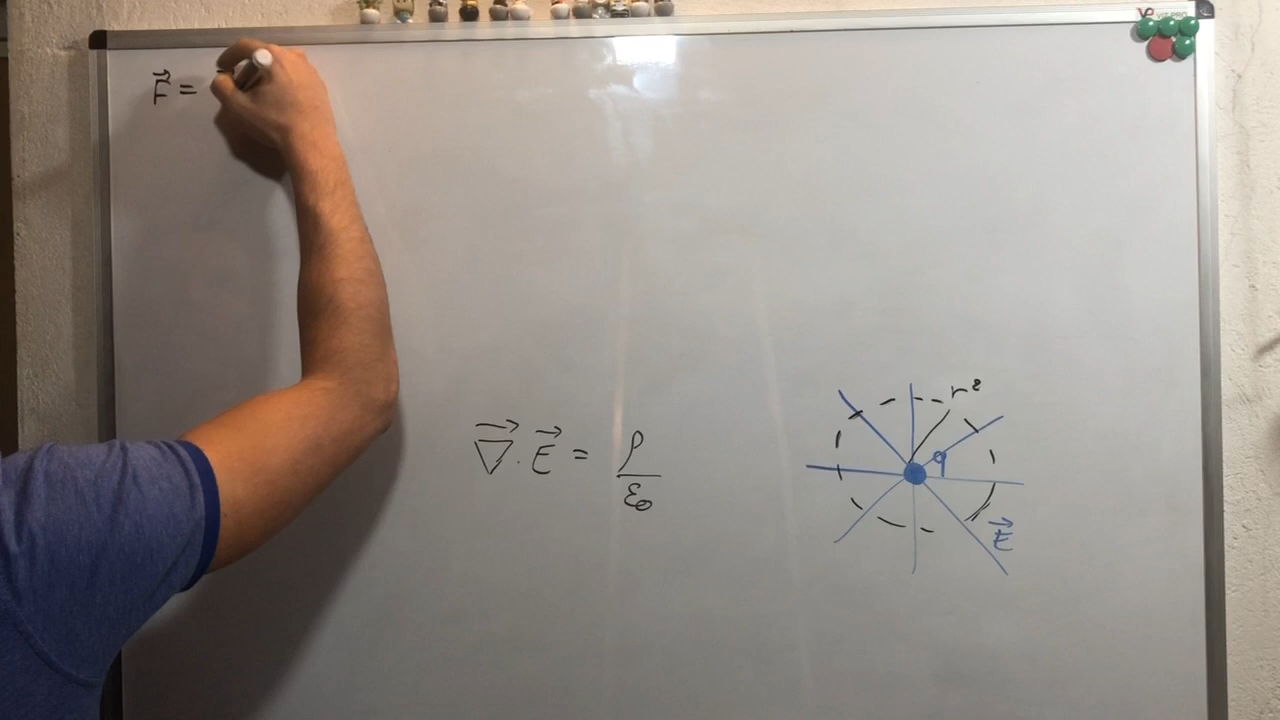 F⃗ =
∇⃗ · E⃗ = ρ/ε₀
r²
q
E⃗